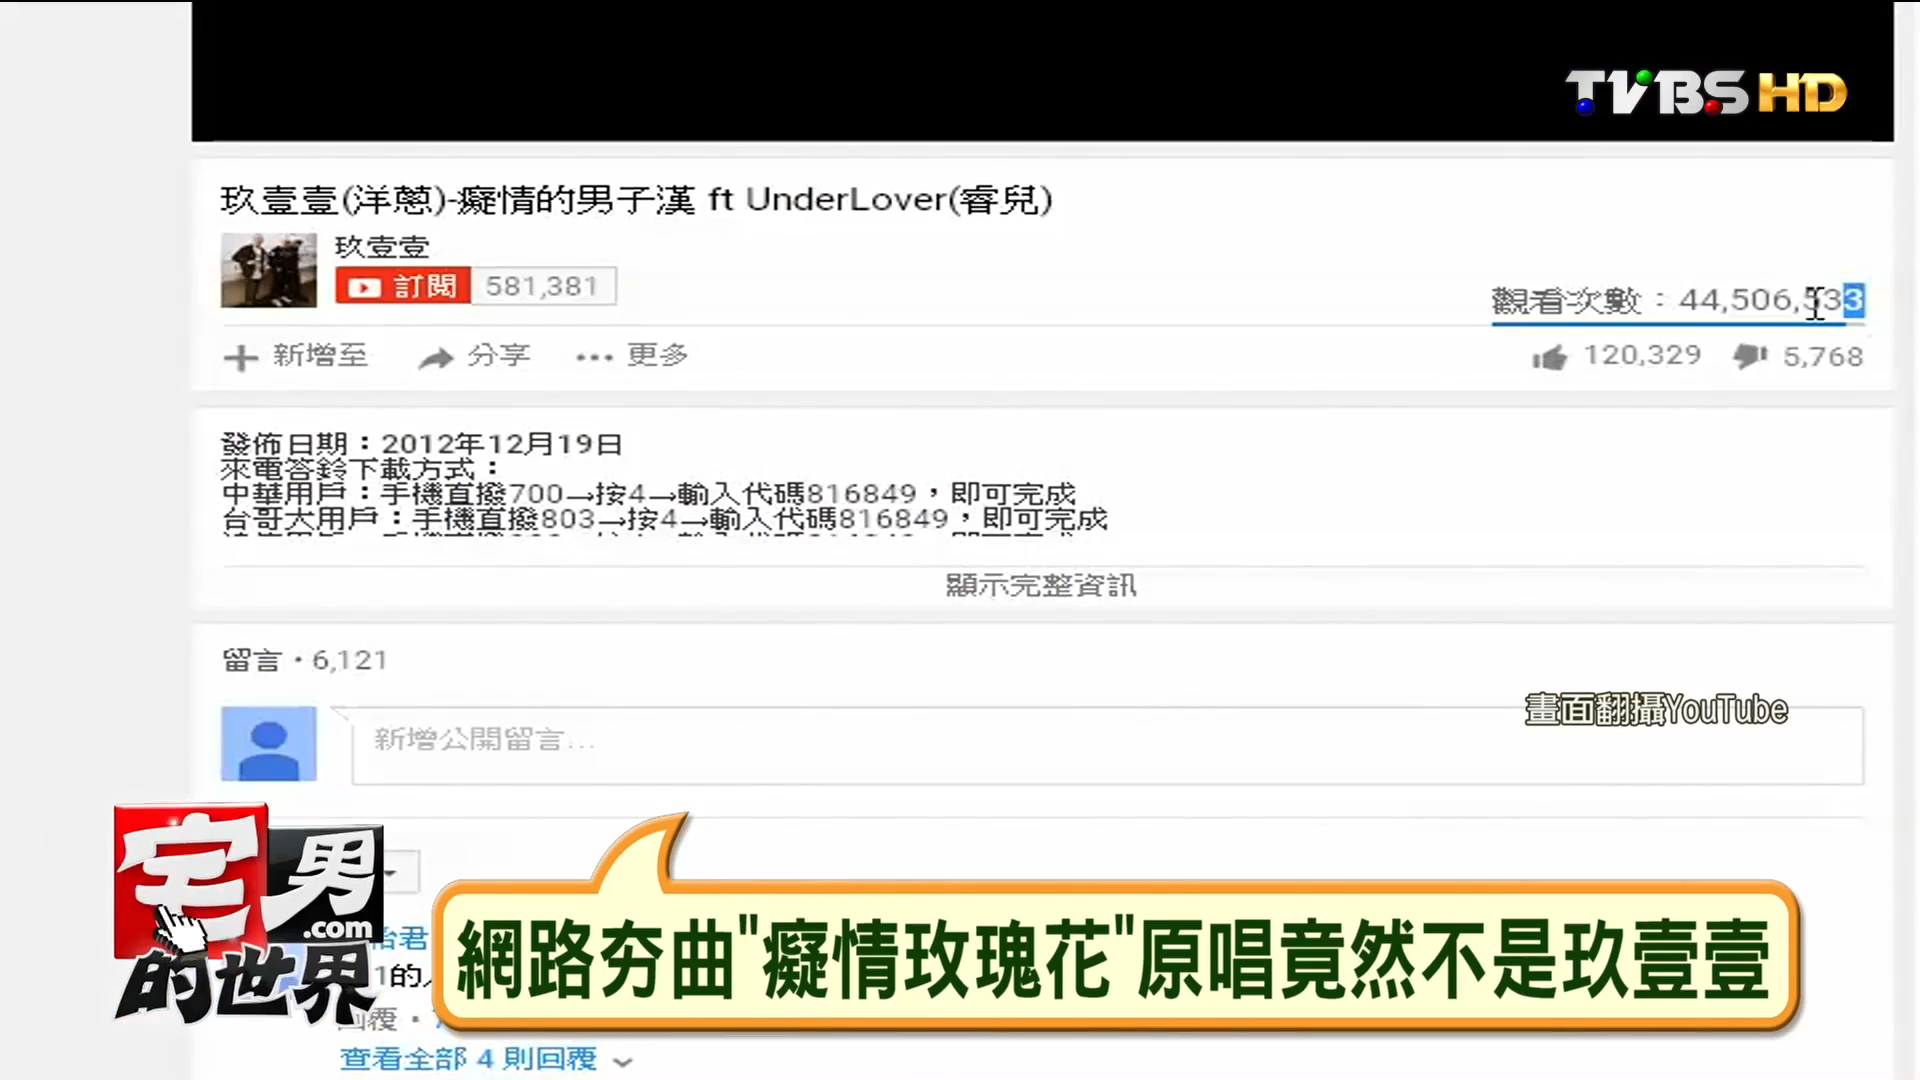 TVBS HD
玖壹壹(洋蔥)-癡情的男子漢 ft UnderLover(睿兒)
玖壹壹
訂閱 581,381
觀看次數：44,506,533
新增至 分享 更多
120,329 5,768
發佈日期：2012年12月19日
來電答鈴下載方式：
中華用戶：手機直撥700→按4→輸入代碼816849，即可完成
台哥大用戶：手機直撥803→按4→輸入代碼816849，即可完成
顯示完整資訊
留言・6,121
畫面翻攝YouTube
新增公開留言...
宅男.com
的世界
網路夯曲"癡情玫瑰花"原唱竟然不是玖壹壹
查看全部 4 則回覆